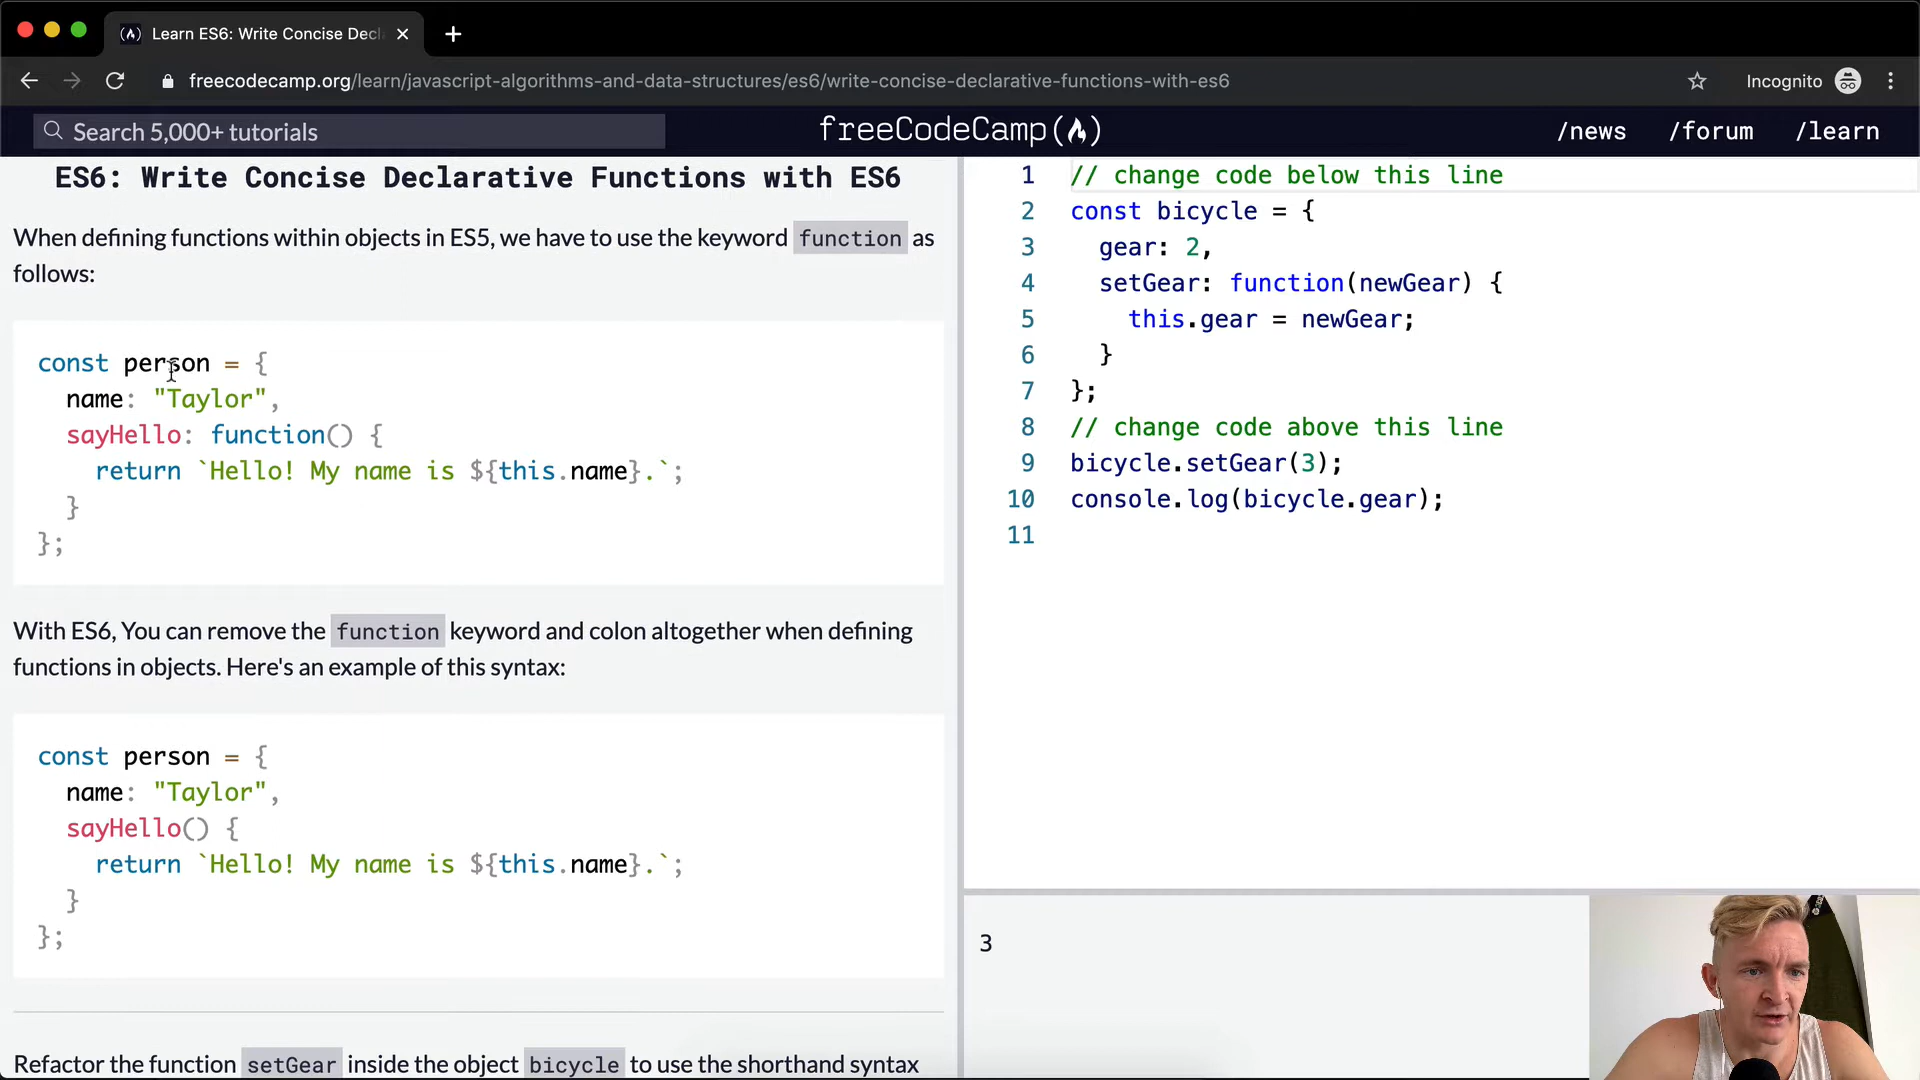 Learn ES6: Write Concise Decl
freecodecamp.org/learn/javascript-algorithms-and-data-structures/es6/write-concise-declarative-functions-with-es6
Incognito
Search 5,000+ tutorials
freeCodeCamp
/news
/forum
/learn
ES6: Write Concise Declarative Functions with ES6
When defining functions within objects in ES5, we have to use the keyword function as
follows:
const person = {
  name: "Taylor",
  sayHello: function() {
    return `Hello! My name is ${this.name}.`;
  }
};
With ES6, You can remove the function keyword and colon altogether when defining
functions in objects. Here's an example of this syntax:
const person = {
  name: "Taylor",
  sayHello() {
    return `Hello! My name is ${this.name}.`;
  }
};
Refactor the function setGear inside the object bicycle to use the shorthand syntax
1 // change code below this line
2 const bicycle = {
3   gear: 2,
4   setGear: function(newGear) {
5     this.gear = newGear;
6   }
7 };
8 // change code above this line
9 bicycle.setGear(3);
10 console.log(bicycle.gear);
11
3